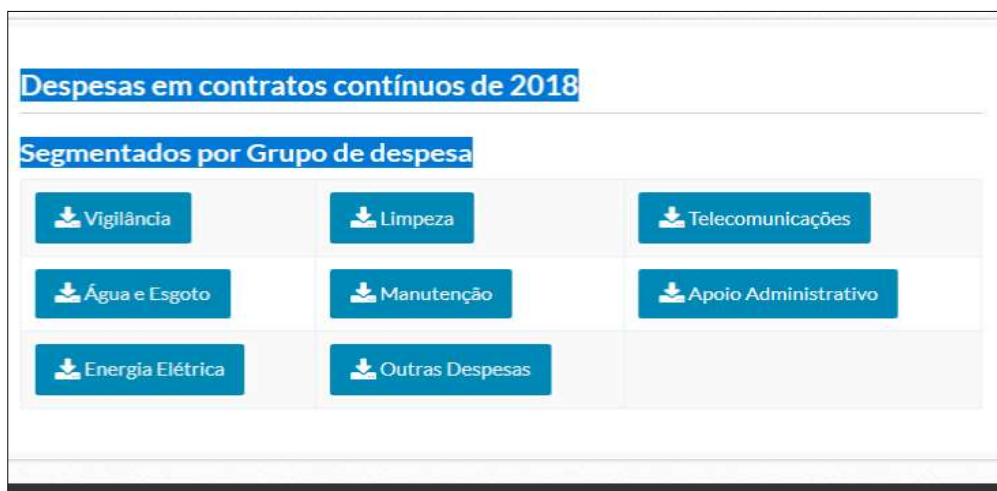 Despesas em contratos contínuos de 2018
Segmentados por Grupo de despesa
Vigilância
Limpeza
Telecomunicações
Água e Esgoto
Manutenção
Apoio Administrativo
Energia Elétrica
Outras Despesas